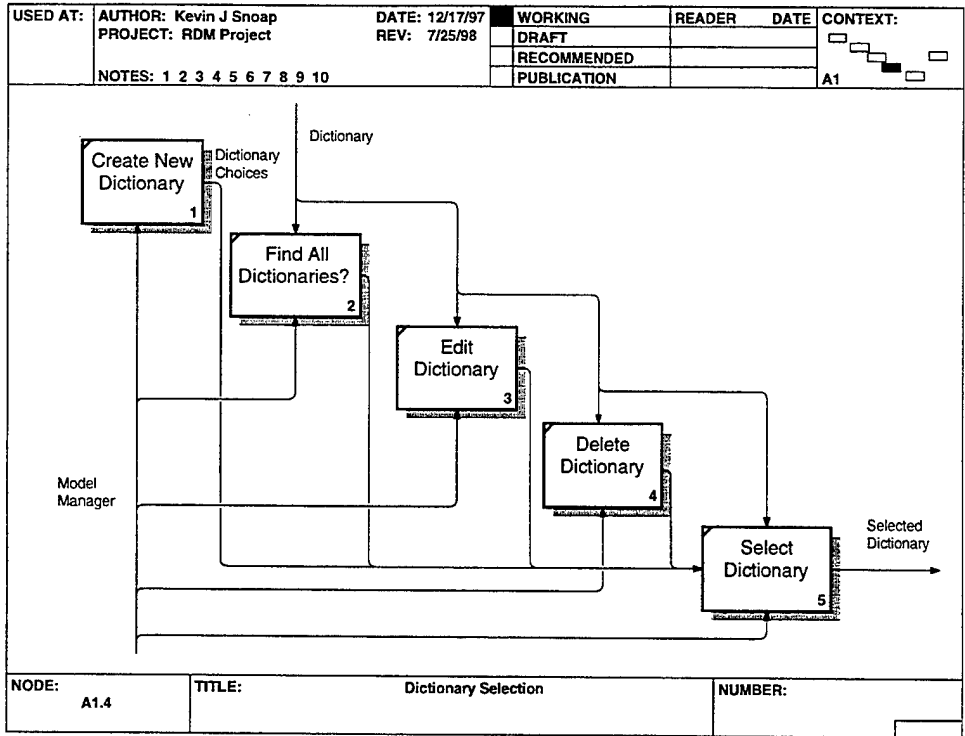 USED AT:
AUTHOR: Kevin J Snoap
DATE: 12/17/97
PROJECT: RDM Project
REV: 7/25/98
NOTES: 1 2 3 4 5 6 7 8 9 10
WORKING
DRAFT
RECOMMENDED
PUBLICATION
READER
DATE
CONTEXT:
A1
Dictionary
Create New
Dictionary
1
Dictionary
Choices
Find All
Dictionaries?
2
Edit
Dictionary
3
Delete
Dictionary
4
Model
Manager
Select
Dictionary
5
Selected
Dictionary
NODE:
A1.4
TITLE:
Dictionary Selection
NUMBER: